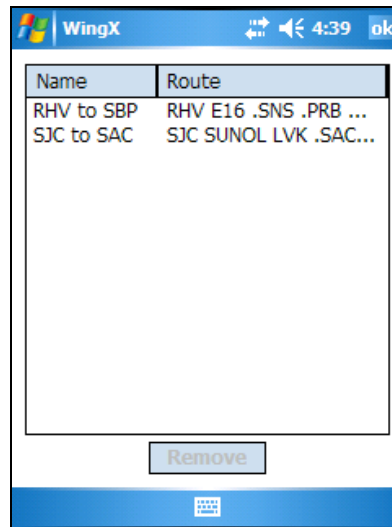 WingX 4:39 ok
Name Route
RHV to SBP RHV E16 .SNS .PRB ...
SJC to SAC SJC SUNOL LVK .SAC...
Remove